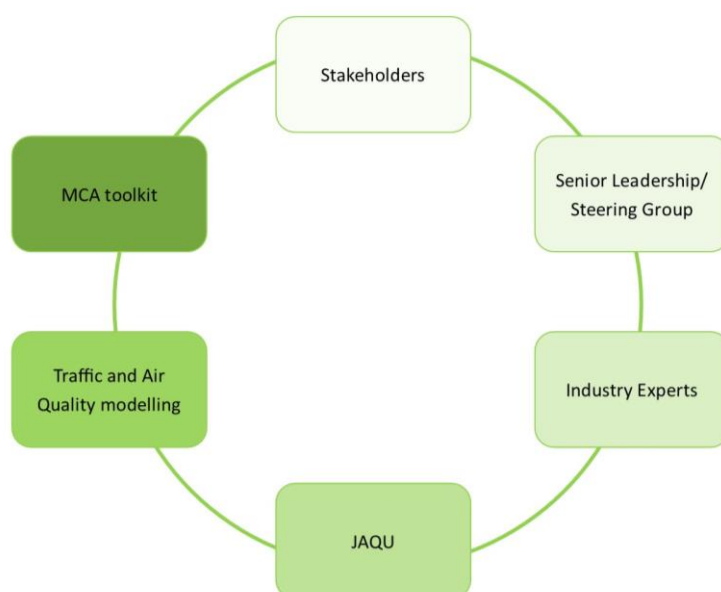 Stakeholders
Senior Leadership/
Steering Group
Industry Experts
JAQU
Traffic and Air
Quality modelling
MCA toolkit